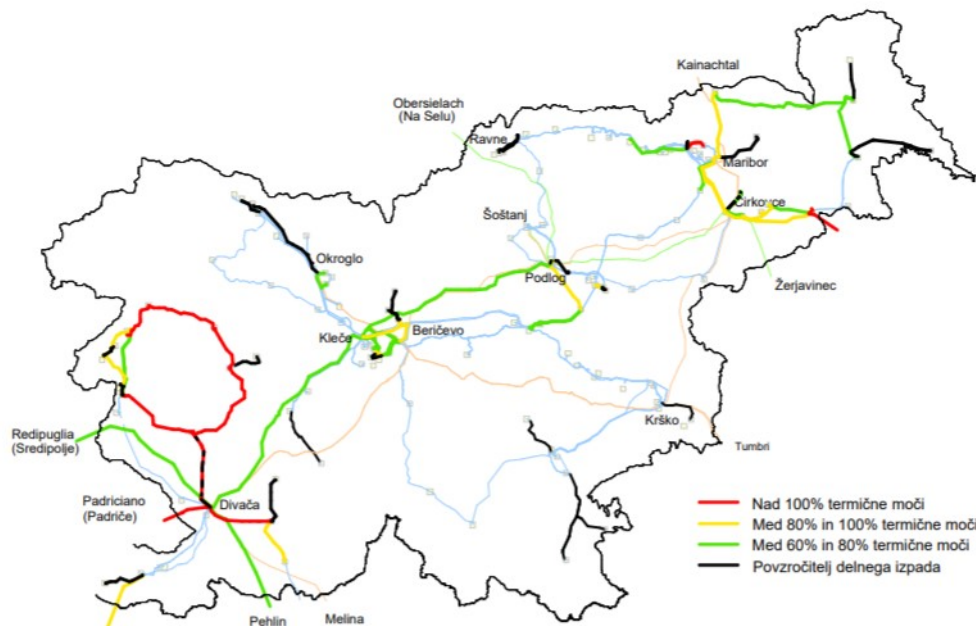 Kainachtal
Obersielach
(Na Selu)
Ravne
Maribor
Cirkovce
Šoštanj
Okroglo
Podlog
Žerjavinec
Kleče
Beričevo
Redipuglia
(Sredipolje)
Krško
Tumbri
Padriciano
(Padriče)
Divača
Pehlin
Melina
Nad 100% termične moči
Med 80% in 100% termične moči
Med 60% in 80% termične moči
Povzročitelj delnega izpada